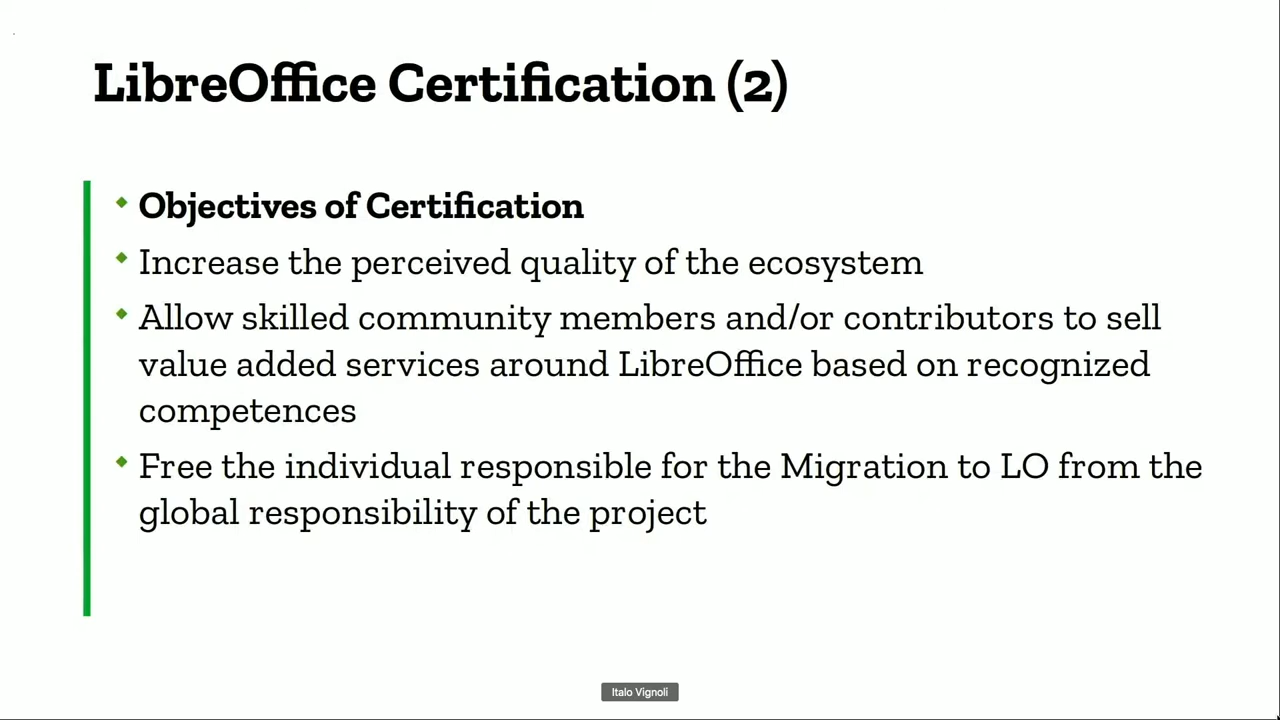 LibreOffice Certification (2)
Objectives of Certification
Increase the perceived quality of the ecosystem
Allow skilled community members and/or contributors to sell
value added services around LibreOffice based on recognized
competences
Free the individual responsible for the Migration to LO from the
global responsibility of the project
Italo Vignoli